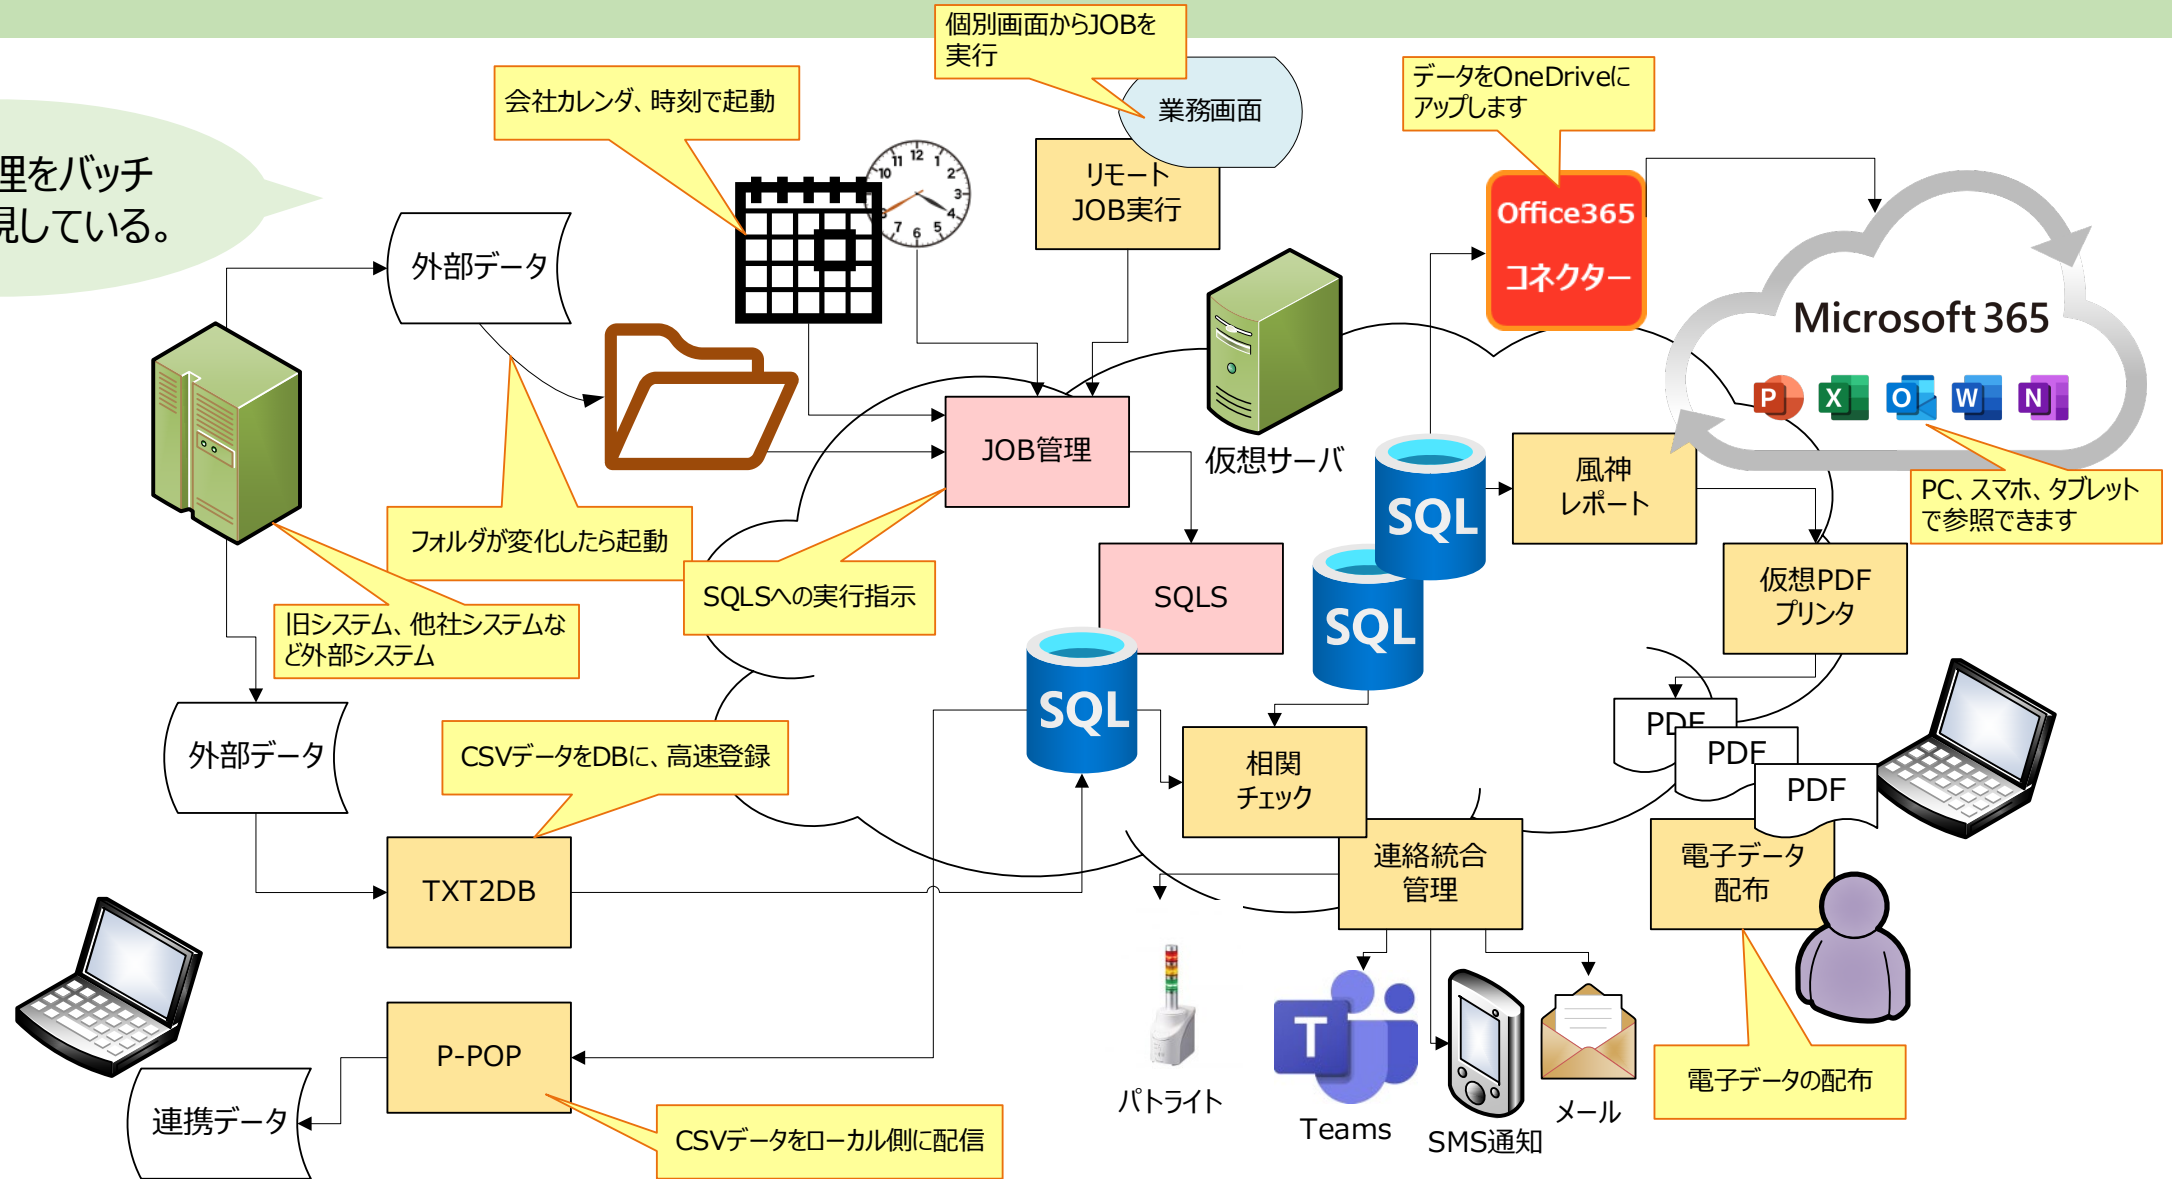 個別画面からJOBを
実行
会社カレンダ、時刻で起動
業務画面
データをOneDriveに
アップします
理をバッチ
見している。
リモート
JOB実行
12
1
2
3
4
5
6
7
10
11
Office365
コネクター
外部データ
Microsoft 365
P
X
O
W
N
JOB管理
仮想サーバ
風神
レポート
PC、スマホ、タブレット
で参照できます
SQL
フォルダが変化したら起動
SQLSへの実行指示
SQLS
仮想PDF
プリンタ
SQL
旧システム、他社システムな
ど外部システム
SQL
PDF
PDF
PDF
外部データ
CSVデータをDBに、高速登録
相関
チェック
連絡統合
管理
電子データ
配布
TXT2DB
P-POP
T
電子データの配布
パトライト
Teams
SMS通知
メール
連携データ
CSVデータをローカル側に配信